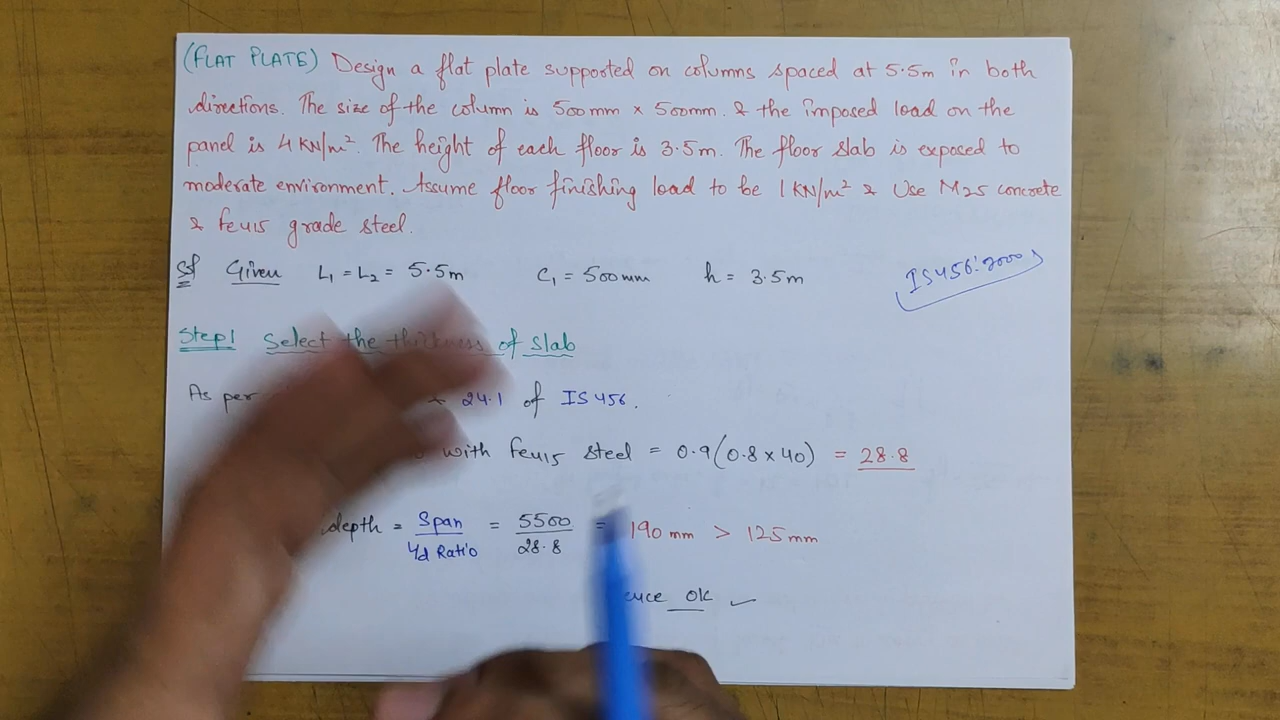 (FLAT PLATE) Design a flat plate supported on columns spaced at 5.5m in both
directions. The size of the column is 500mm x 500mm. & the imposed load on the
panel is 4 KN/m². The height of each floor is 3.5m. The floor slab is exposed to
moderate environment. Assume floor finishing load to be 1 KN/m² & Use M25 concrete
& Fe415 grade steel.
Sol Given L₁ = L₂ = 5.5m C₁ = 500mm h = 3.5m IS456:2000
Step1 Select the thickness of slab
As per 24.1 of IS456.
with Fe415 steel = 0.9(0.8 x 40) = 28.8
depth = Span / L/d Ratio = 5500 / 28.8 = 190 mm > 125 mm
OK ✓